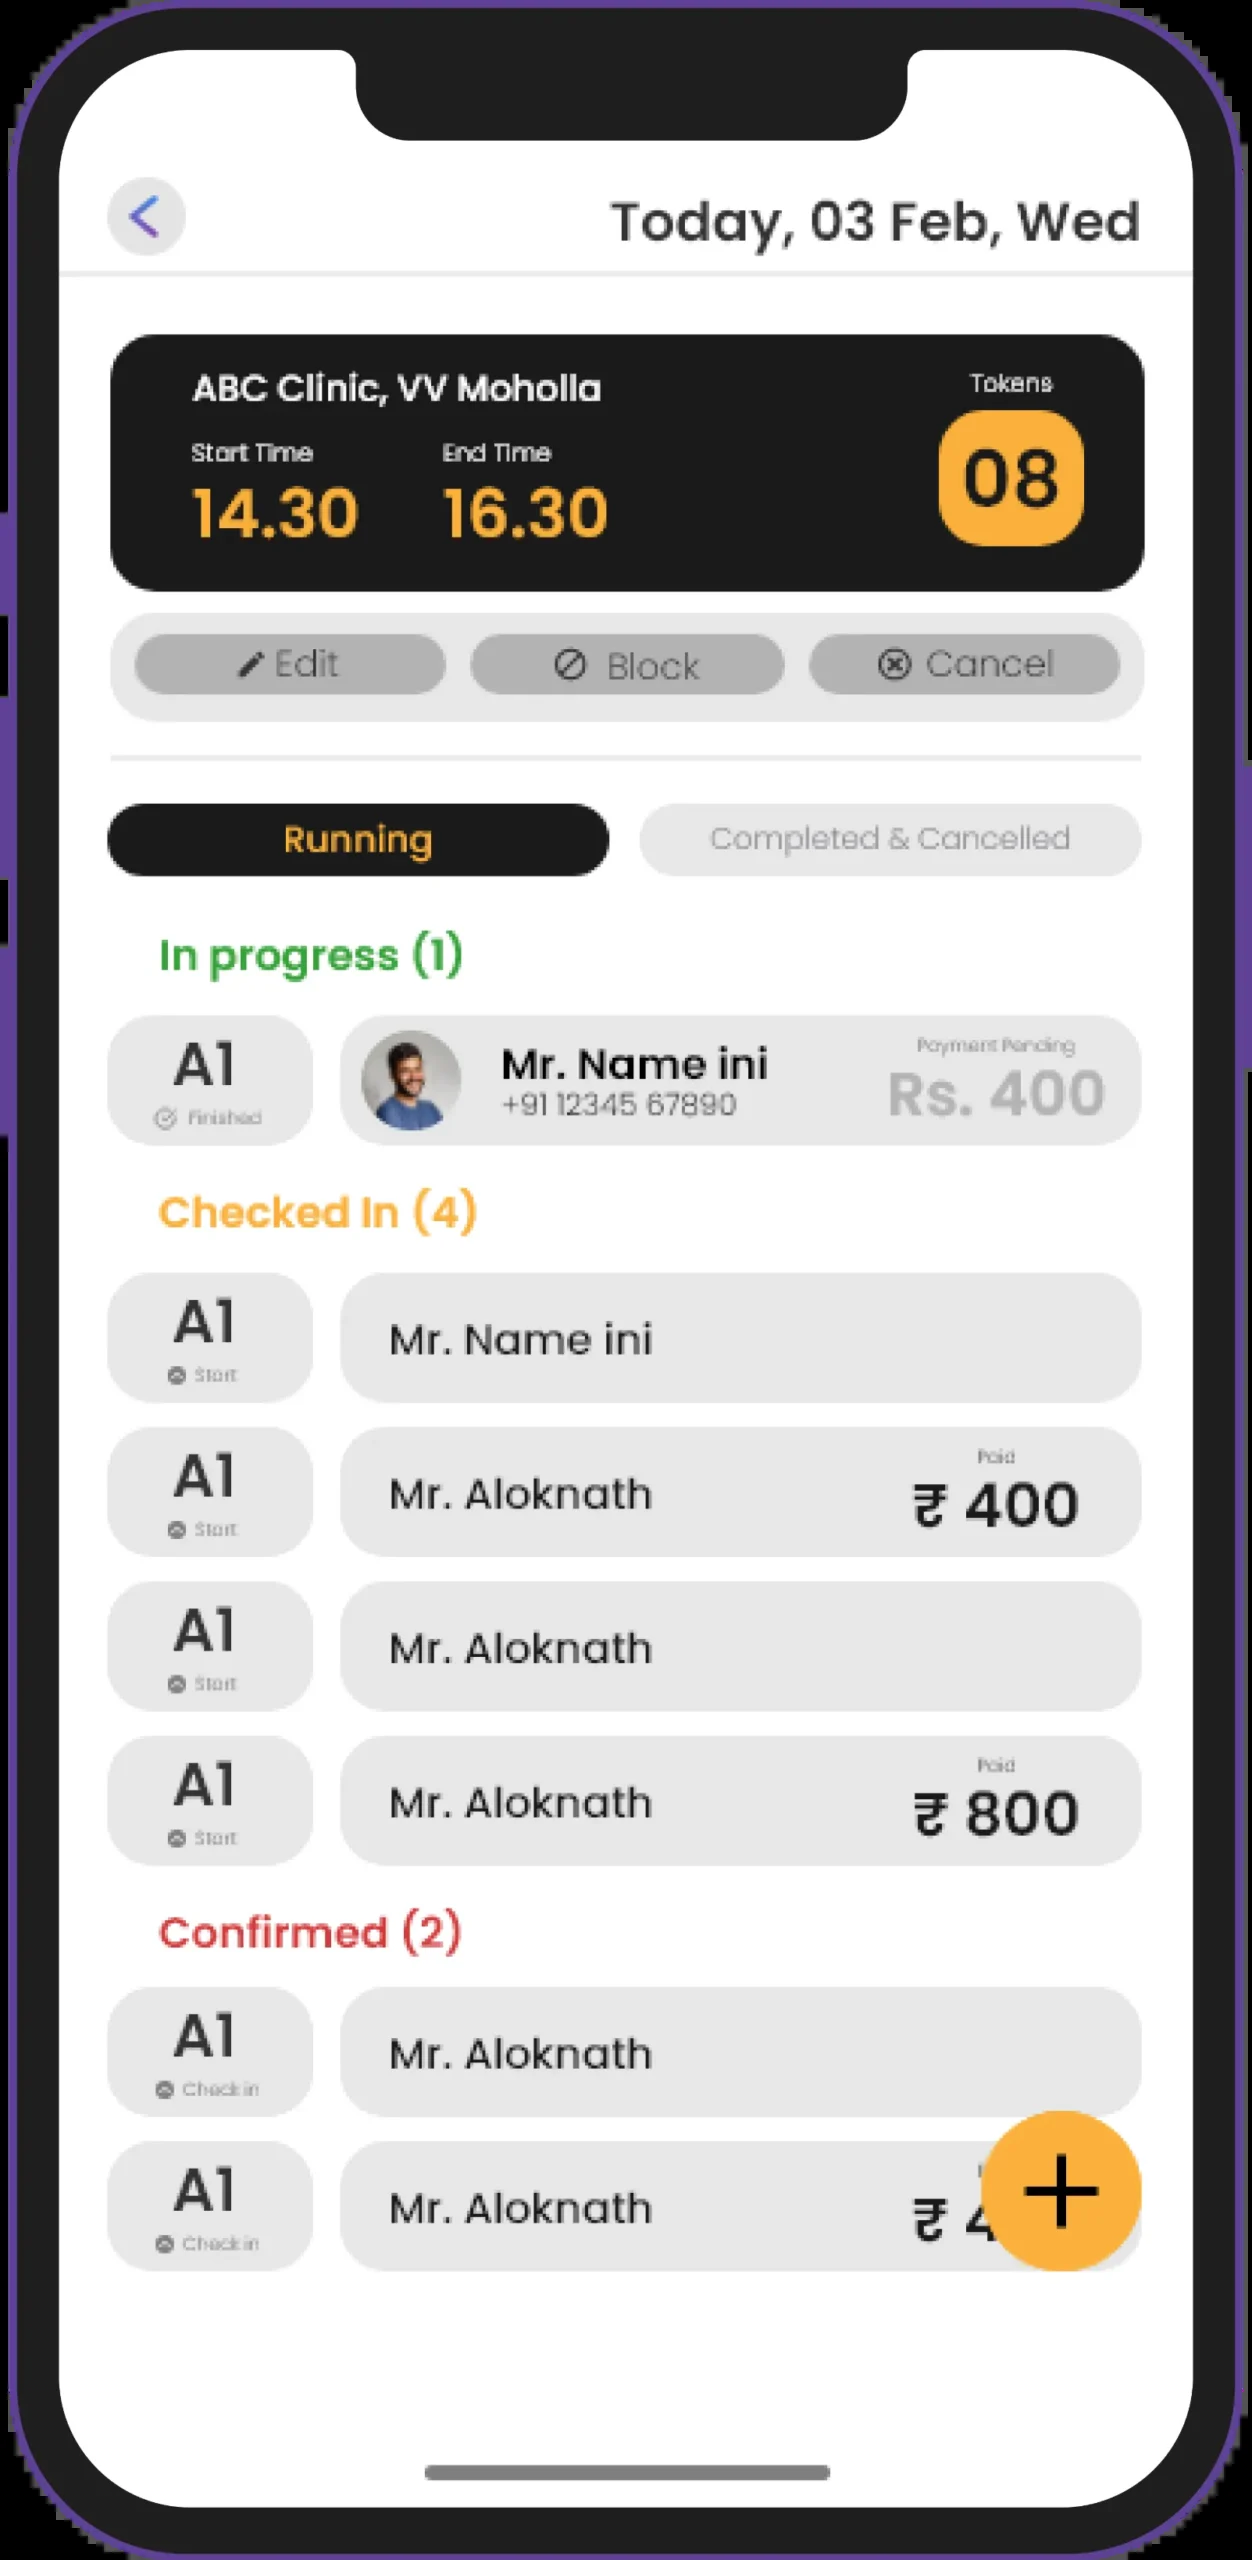 Today, 03 Feb, Wed
ABC Clinic, VV Moholla
Tokens
Start Time End Time
14.30 16.30
08
Edit Block Cancel
Running Completed & Cancelled
In progress (1)
A1
Finished
Mr. Name ini
+91 12345 67890
Payment Pending
Rs. 400
Checked In (4)
A1
Start
Mr. Name ini
A1
Start
Mr. Aloknath
Paid
₹ 400
A1
Start
Mr. Aloknath
A1
Start
Mr. Aloknath
Paid
₹ 800
Confirmed (2)
A1
Check in
Mr. Aloknath
A1
Check in
Mr. Aloknath
₹ 4